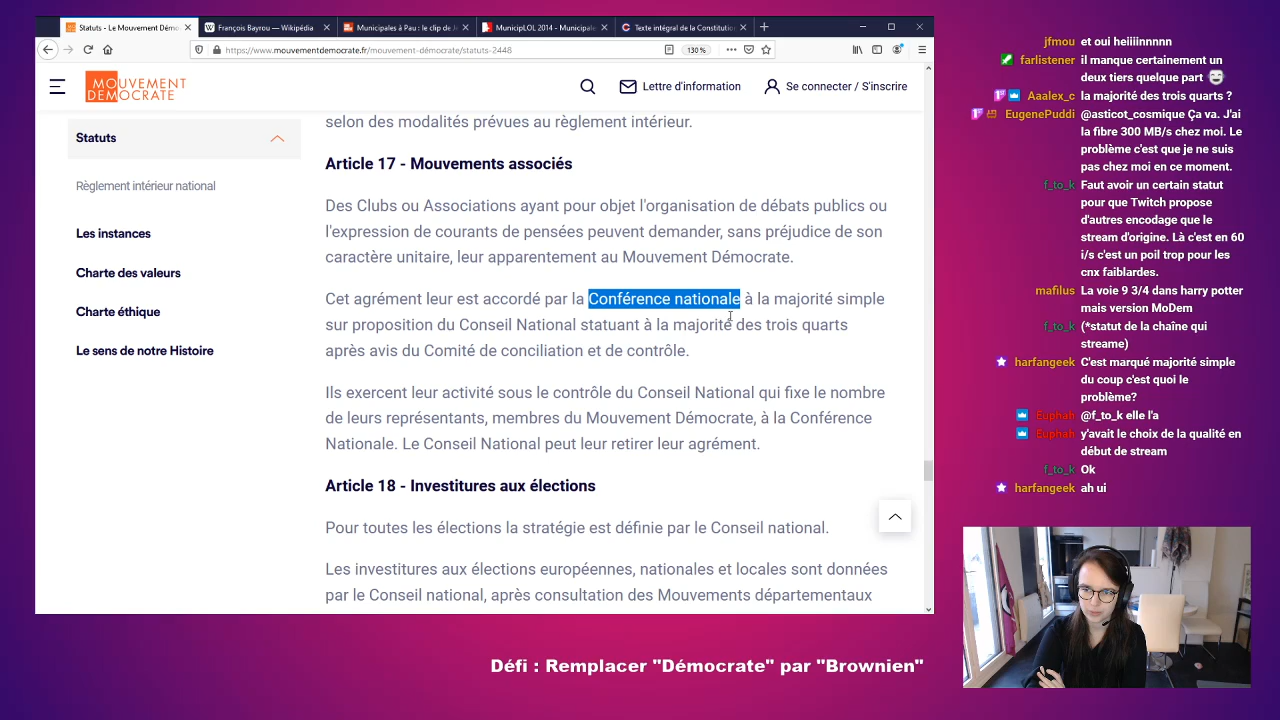 Statuts - Le Mouvement Démo
François Bayrou — Wikipédia
Municipales à Pau : le clip de J
MunicipLOL 2014 - Municipale
Texte intégral de la Constitution
https://www.mouvementdemocrate.fr/mouvement-démocrate/statuts-2448
130 %
MOUVEMENT
DEMOCRATE
Lettre d'information
Se connecter / S'inscrire
Statuts
Règlement intérieur national
Les instances
Charte des valeurs
Charte éthique
Le sens de notre Histoire
selon des modalités prévues au règlement intérieur.
Article 17 - Mouvements associés
Des Clubs ou Associations ayant pour objet l'organisation de débats publics ou
l'expression de courants de pensées peuvent demander, sans préjudice de son
caractère unitaire, leur apparentement au Mouvement Démocrate.
Cet agrément leur est accordé par la Conférence nationale à la majorité simple
sur proposition du Conseil National statuant à la majorité des trois quarts
après avis du Comité de conciliation et de contrôle.
Ils exercent leur activité sous le contrôle du Conseil National qui fixe le nombre
de leurs représentants, membres du Mouvement Démocrate, à la Conférence
Nationale. Le Conseil National peut leur retirer leur agrément.
Article 18 - Investitures aux élections
Pour toutes les élections la stratégie est définie par le Conseil national.
Les investitures aux élections européennes, nationales et locales sont données
par le Conseil national, après consultation des Mouvements départementaux
jfmou et oui heiiiinnnnn
farlistener il manque certainement un
deux tiers quelque part
Aaalex_c la majorité des trois quarts ?
EugenePuddi @asticot_cosmique Ça va. J'ai
la fibre 300 MB/s chez moi. Le
problème c'est que je ne suis
pas chez moi en ce moment.
f_to_k Faut avoir un certain statut
pour que Twitch propose
d'autres encodage que le
stream d'origine. Là c'est en 60
i/s c'est un poil trop pour les
cnx faiblardes.
mafilus La voie 9 3/4 dans harry potter
mais version MoDem
f_to_k (*statut de la chaîne qui
streame)
harfangeek C'est marqué majorité simple
du coup c'est quoi le
problème?
Euphah @f_to_k elle l'a
Euphah y'avait le choix de la qualité en
début de stream
f_to_k Ok
harfangeek ah ui
Défi : Remplacer "Démocrate" par "Brownien"